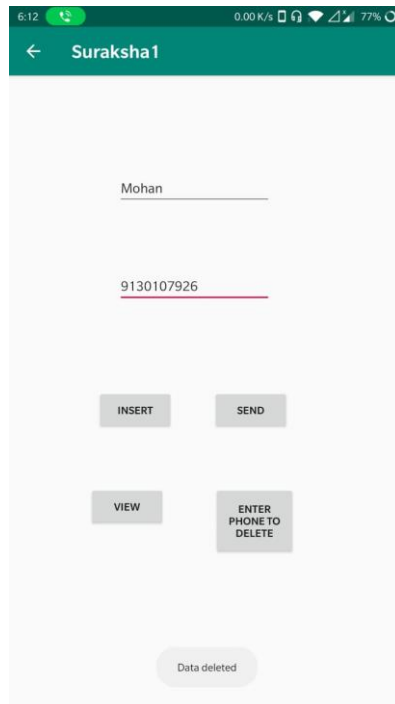 6:12 0.00 K/s 77%
Suraksha1
Mohan
9130107926
INSERT SEND
VIEW ENTER
PHONE TO
DELETE
Data deleted